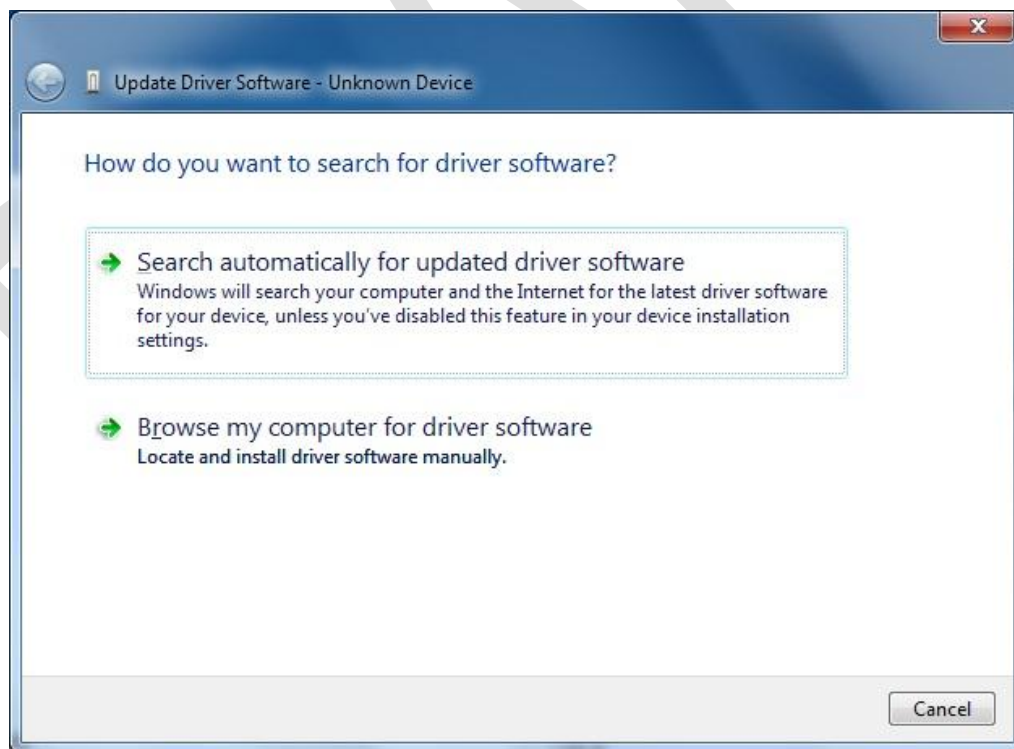 Update Driver Software - Unknown Device
How do you want to search for driver software?
Search automatically for updated driver software
Windows will search your computer and the Internet for the latest driver software
for your device, unless you've disabled this feature in your device installation
settings.
Browse my computer for driver software
Locate and install driver software manually.
Cancel